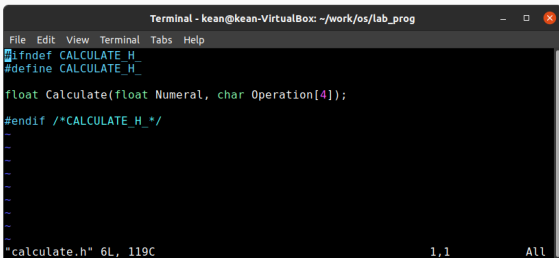 Terminal - kean@kean-VirtualBox: ~/work/os/lab_prog
File Edit View Terminal Tabs Help
#ifndef CALCULATE_H_
#define CALCULATE_H_
float Calculate(float Numeral, char Operation[4]);
#endif /*CALCULATE_H_*/
~
~
~
~
~
~
~
~
~
"calculate.h" 6L, 119C 1,1 All